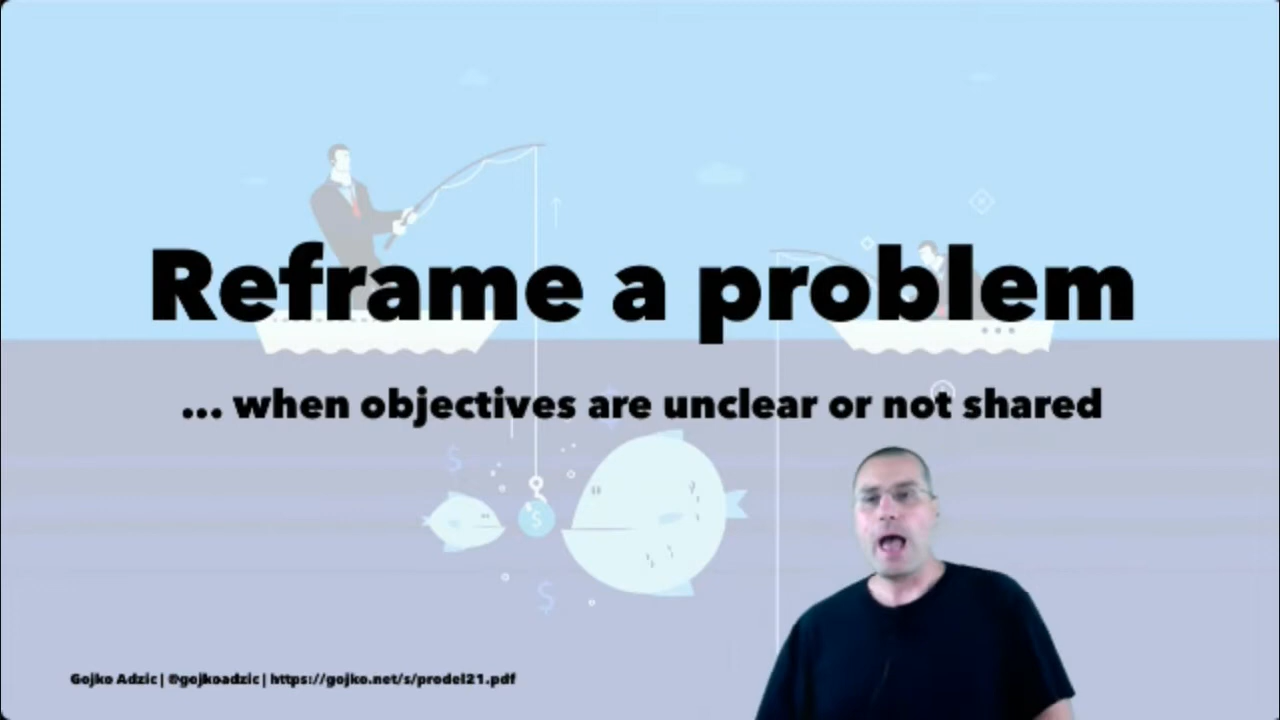 Reframe a problem
... when objectives are unclear or not shared
$
$
$
Gojko Adzic | @gojkoadzic | https://gojko.net/s/prodel21.pdf